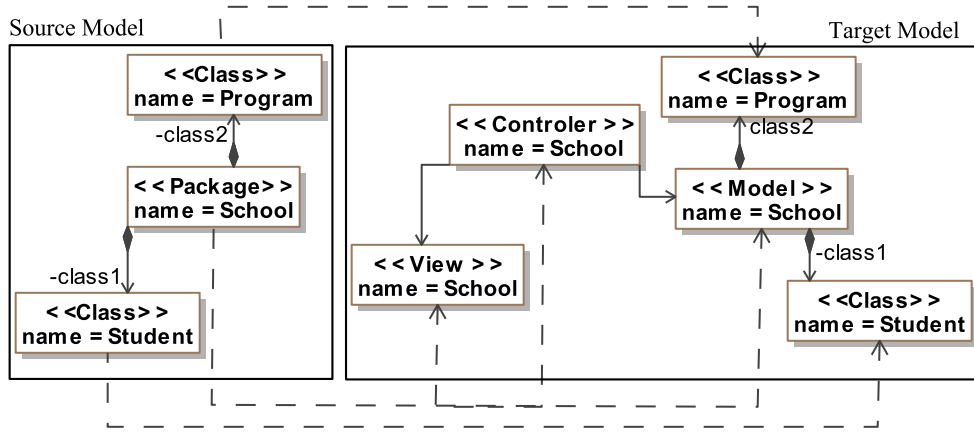 Source Model
<<Class>>
name = Program
-class2
<<Package>>
name = School
-class1
<<Class>>
name = Student
Target Model
<<Class>>
name = Program
class2
<<Controler>>
name = School
<<Model>>
name = School
<<View>>
name = School
-class1
<<Class>>
name = Student